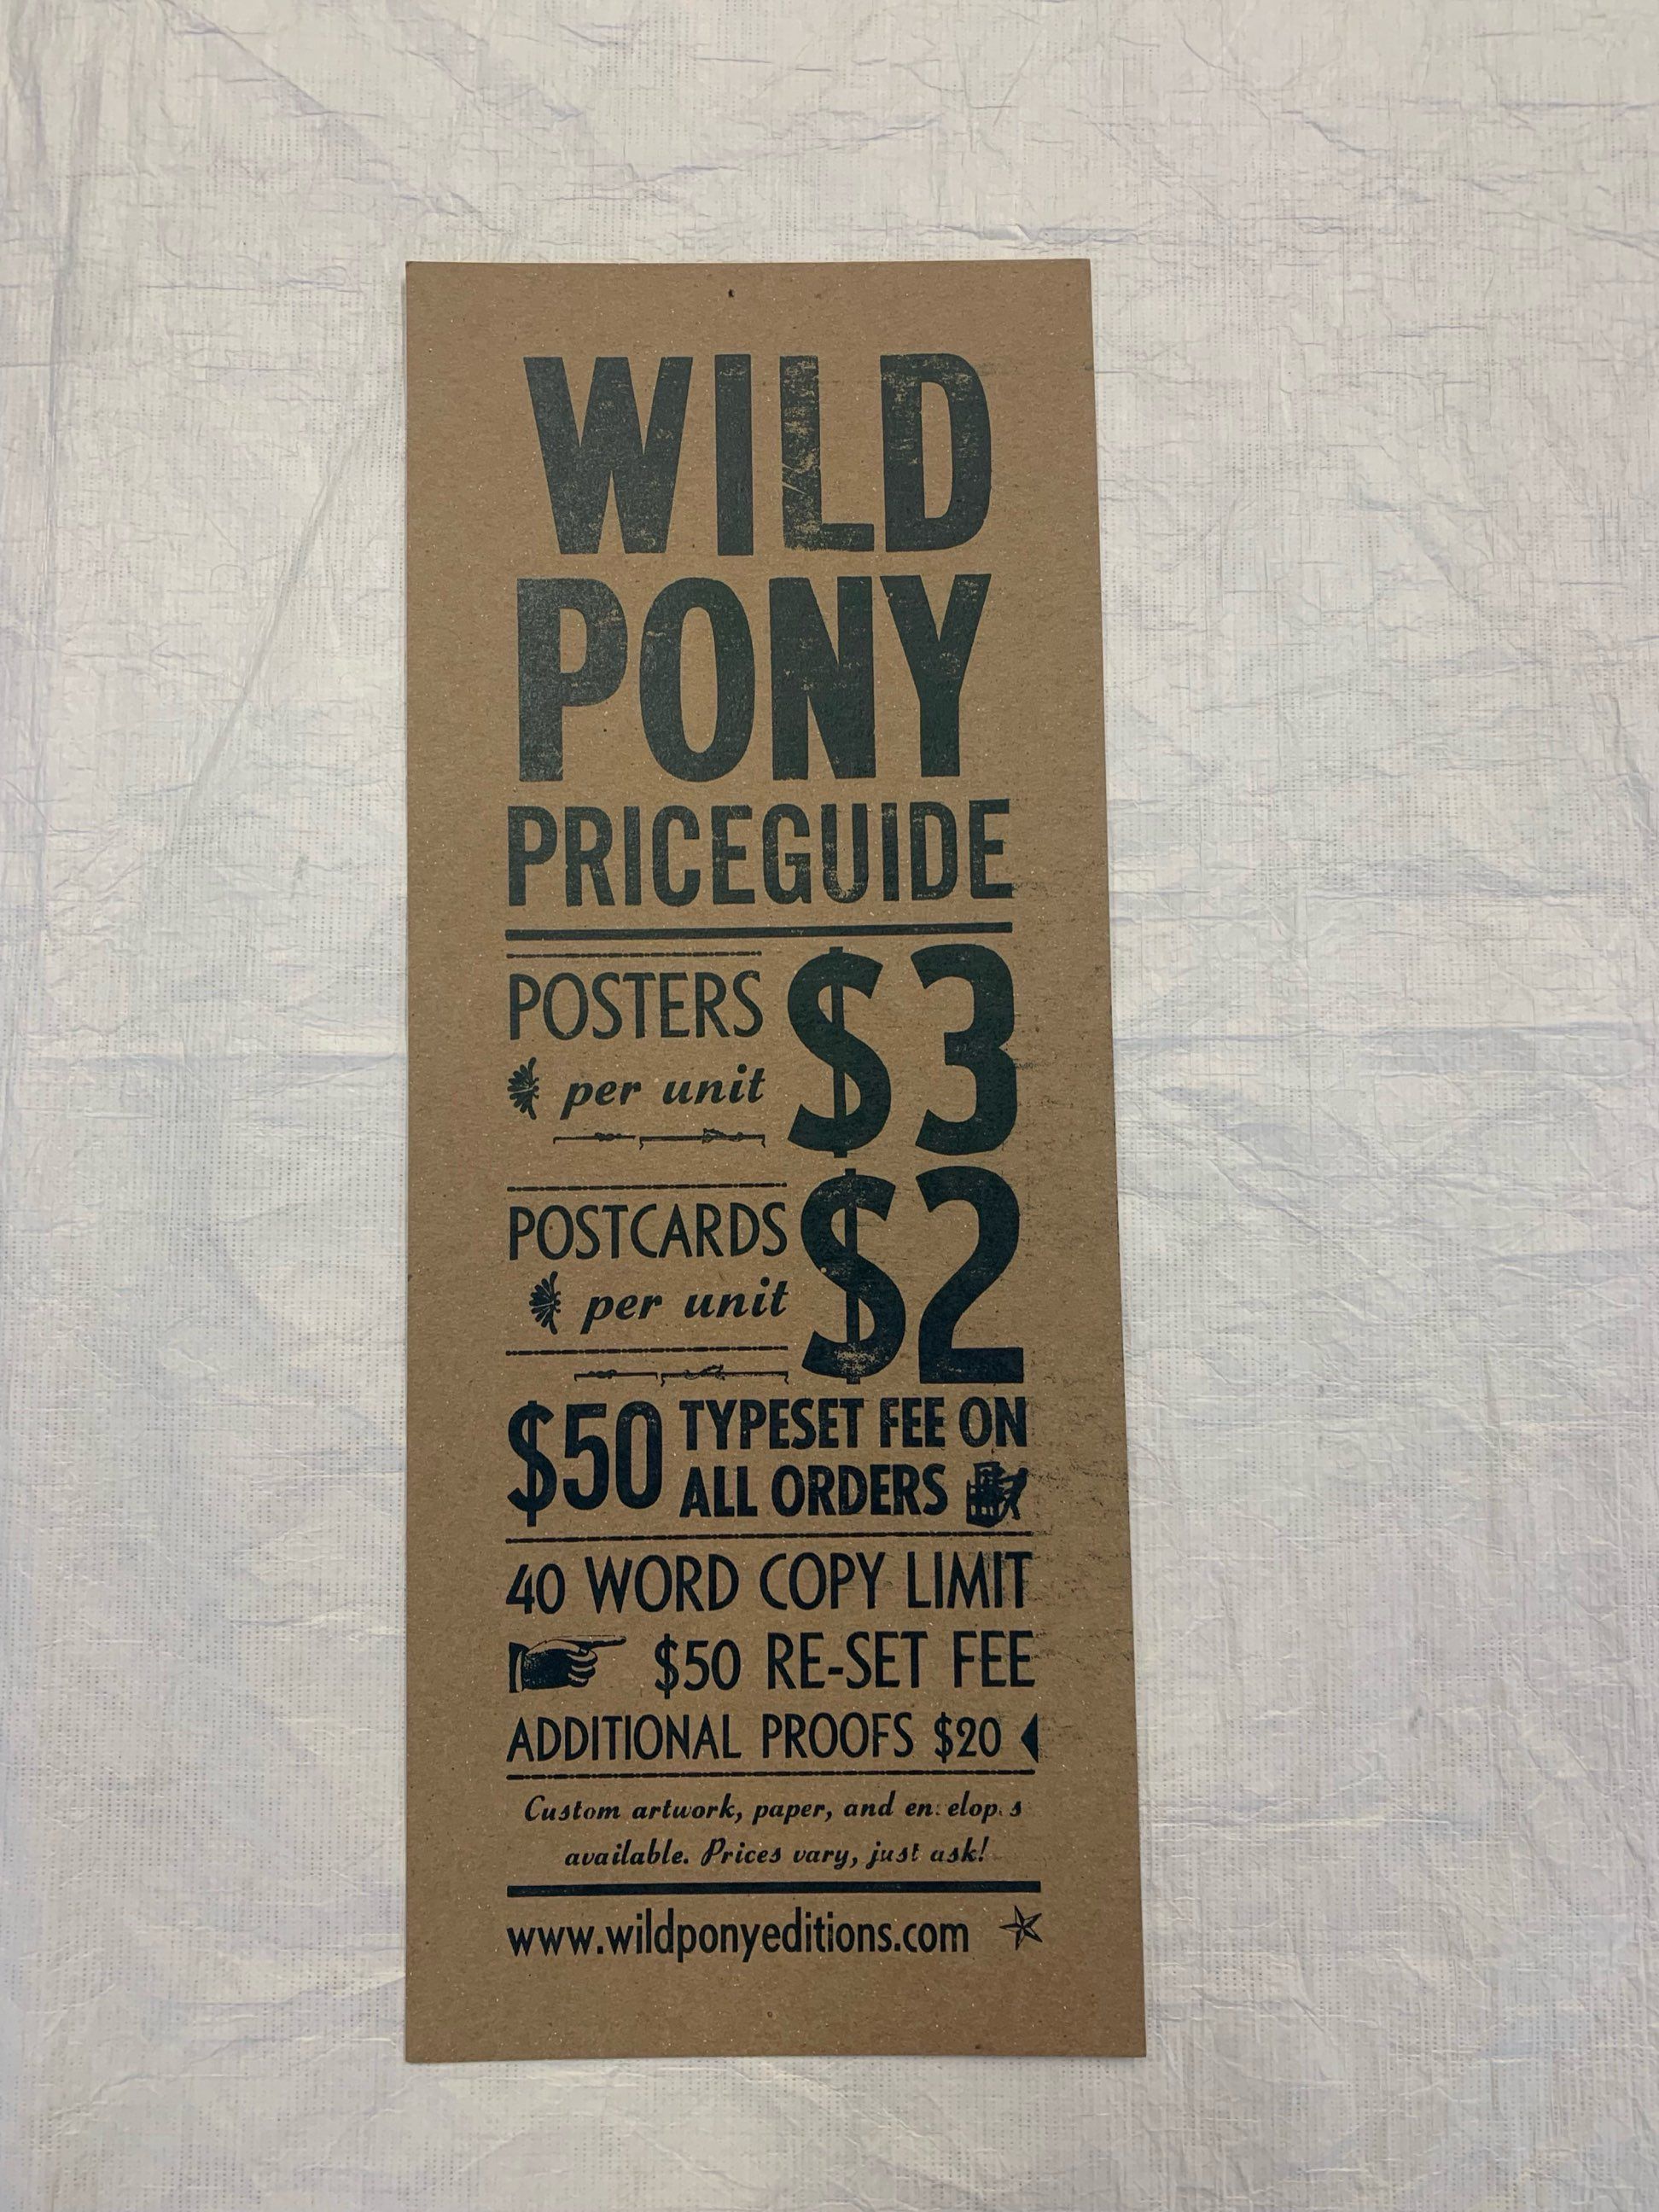 WILD
PONY
PRICEGUIDE
POSTERS $3
per unit
POSTCARDS $2
per unit
$50 TYPESET FEE ON
ALL ORDERS
40 WORD COPY LIMIT
$50 RE-SET FEE
ADDITIONAL PROOFS $20
Custom artwork, paper, and envelopes
available. Prices vary, just ask!
www.wildponyeditions.com